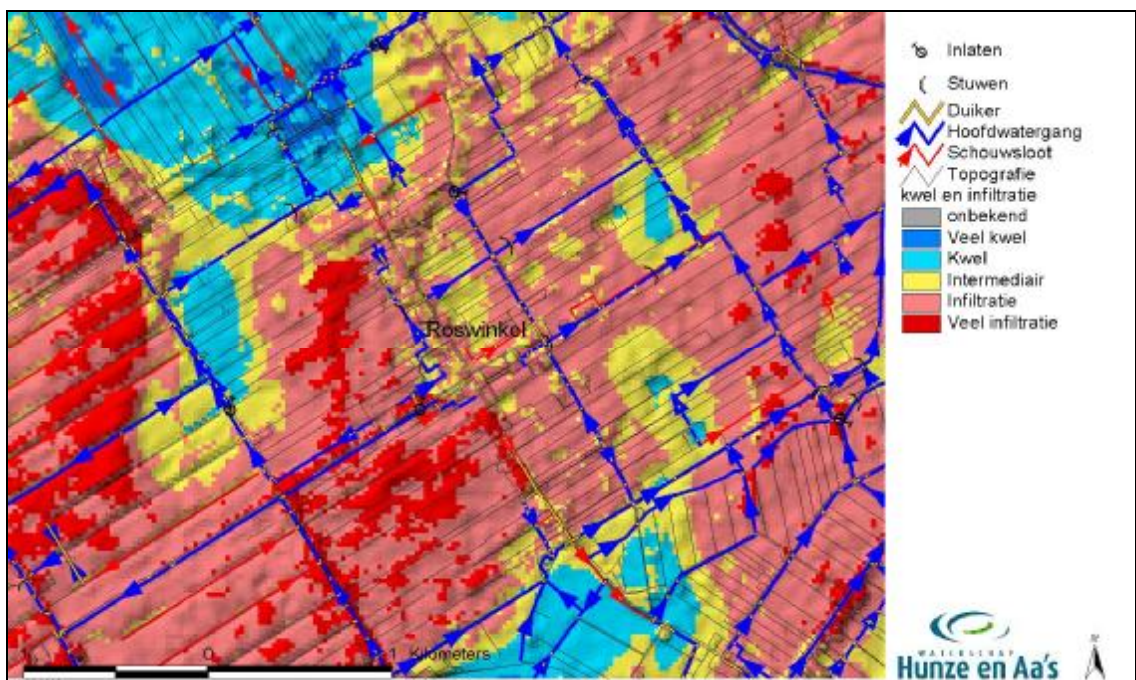 Inlaten
Stuwen
Duiker
Hoofdwatergang
Schouwsloot
Topografie
kwel en infiltratie
onbekend
Veel kwel
Kwel
Intermediair
Infiltratie
Veel infiltratie
Roswinkel
0 1 Kilometers
WATERSCHAP
Hunze en Aa's